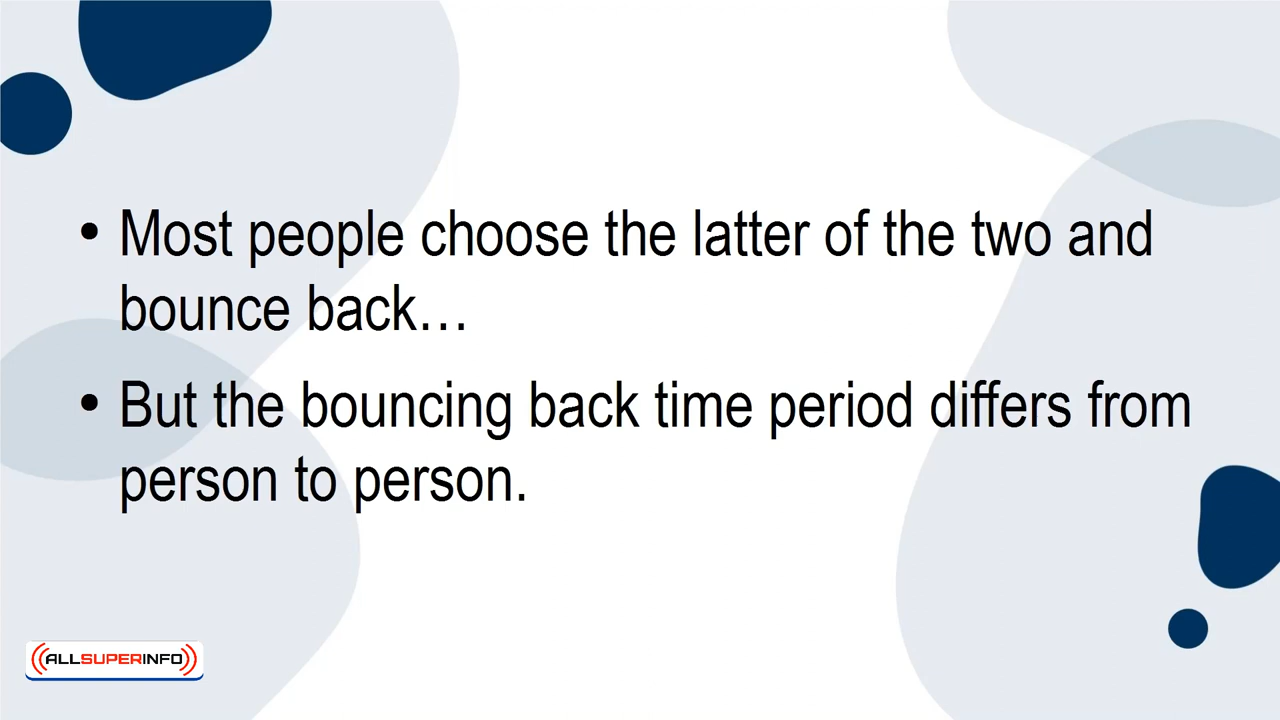 • Most people choose the latter of the two and
bounce back…
• But the bouncing back time period differs from
person to person.
ALLSUPERINFO